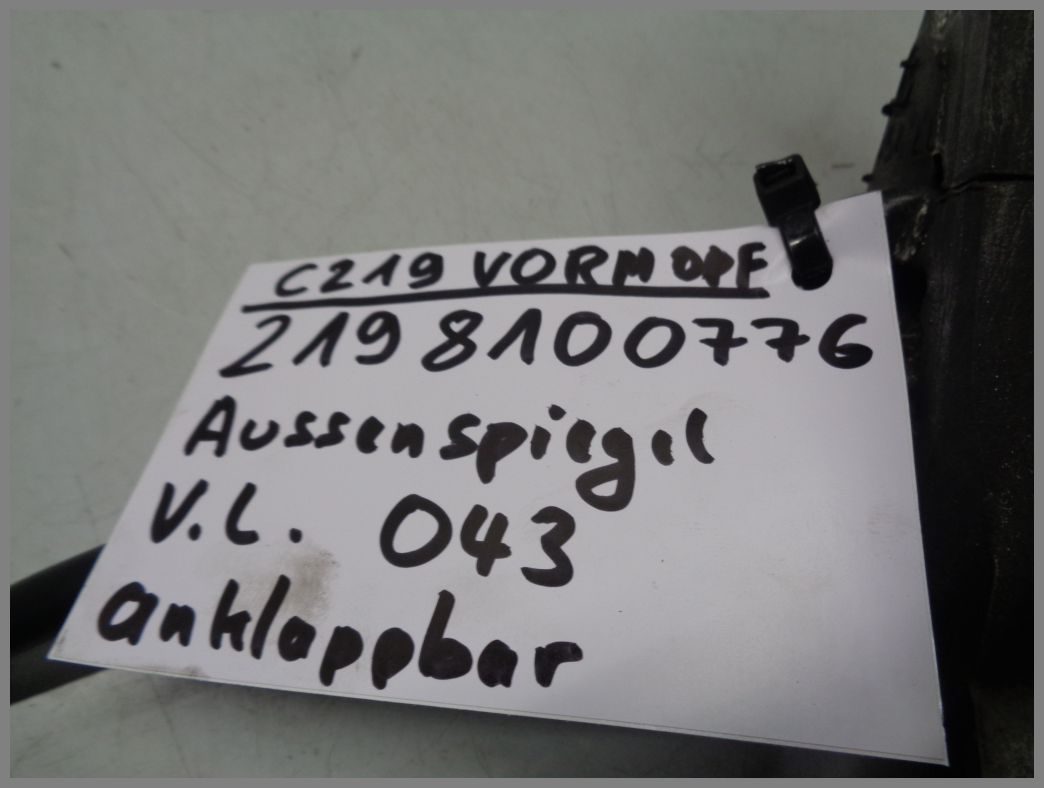 C219 VORMOPF
219 8100776
Aussenspiegel
V.L. 043
anklappbar